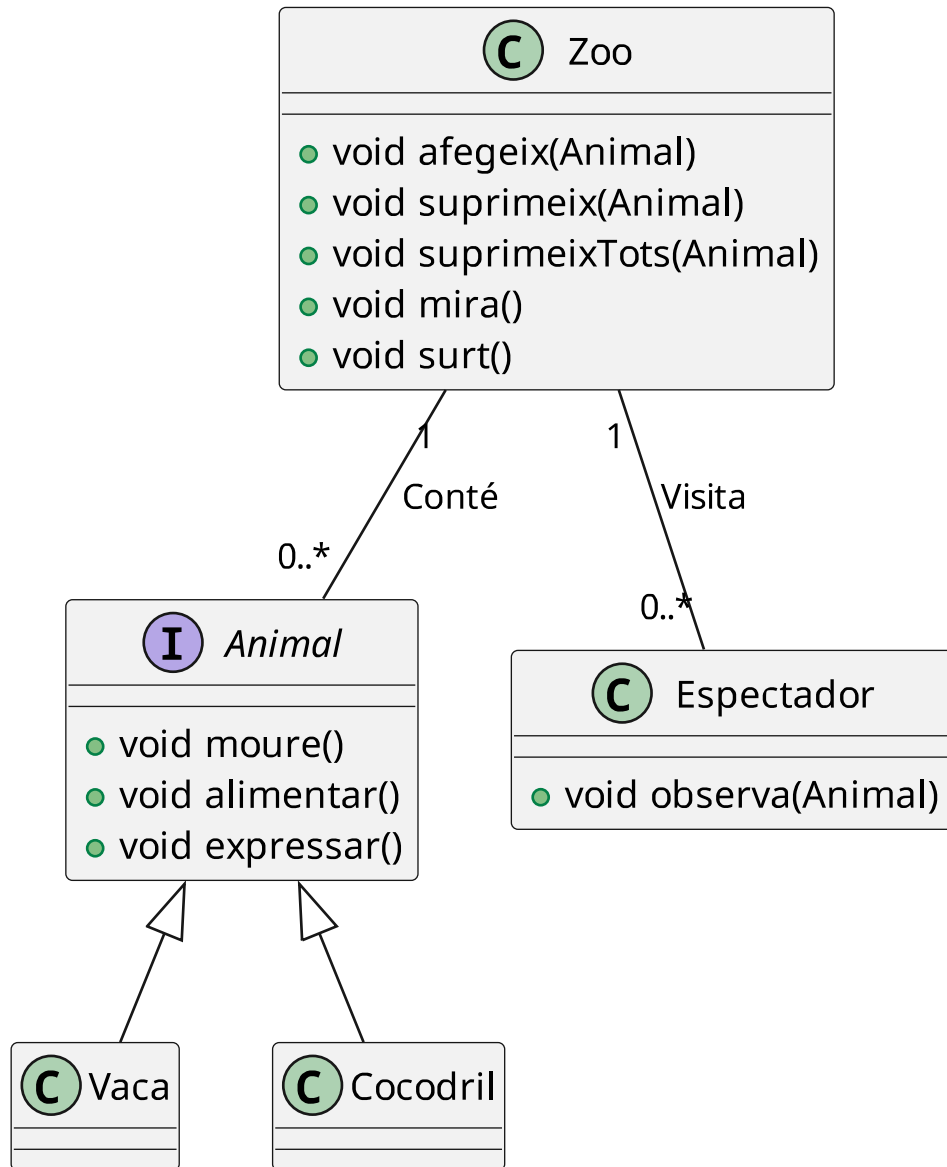 C Zoo
void afegeix(Animal)
void suprimeix(Animal)
void suprimeixTots(Animal)
void mira()
void surt()
1
1
Conté
Visita
0..*
0..*
I Animal
void moure()
void alimentar()
void expressar()
C Espectador
void observa(Animal)
C Vaca
C Cocodril